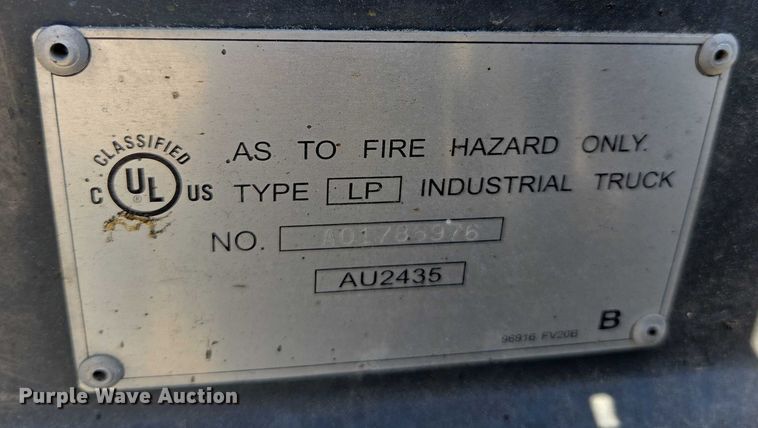 CLASSIFIED
C UL ® US
AS TO FIRE HAZARD ONLY.
TYPE LP INDUSTRIAL TRUCK
NO.
AU2435
96916 FV20B
B
Purple Wave Auction®